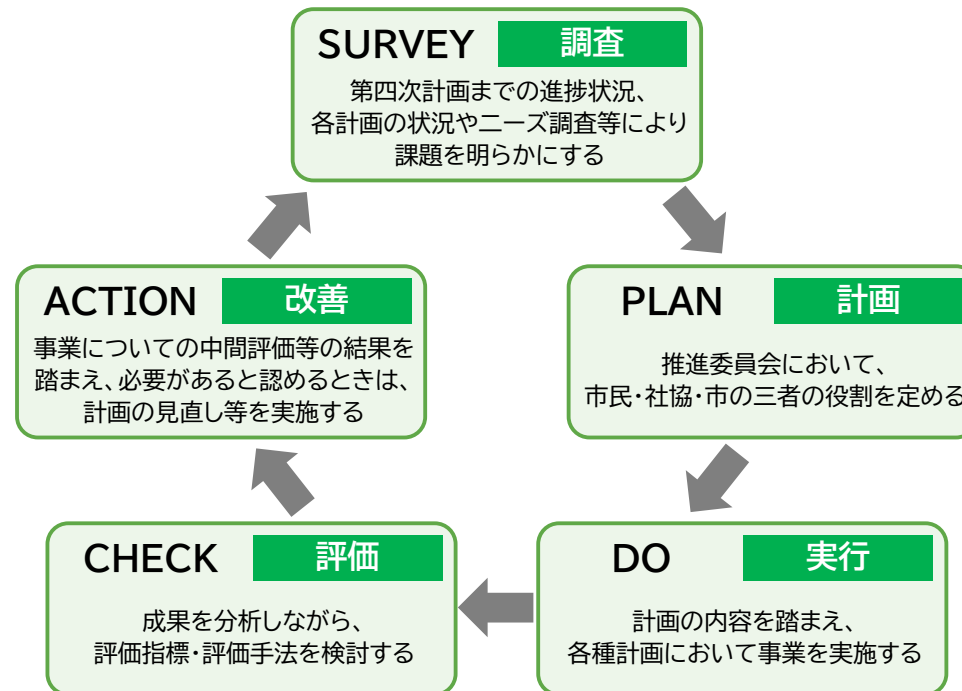 SURVEY 調査
第四次計画までの進捗状況、
各計画の状況やニーズ調査等により
課題を明らかにする
PLAN 計画
推進委員会において、
市民・社協・市の三者の役割を定める
DO 実行
計画の内容を踏まえ、
各種計画において事業を実施する
CHECK 評価
成果を分析しながら、
評価指標・評価手法を検討する
ACTION 改善
事業についての中間評価等の結果を
踏まえ、必要があると認めるときは、
計画の見直し等を実施する